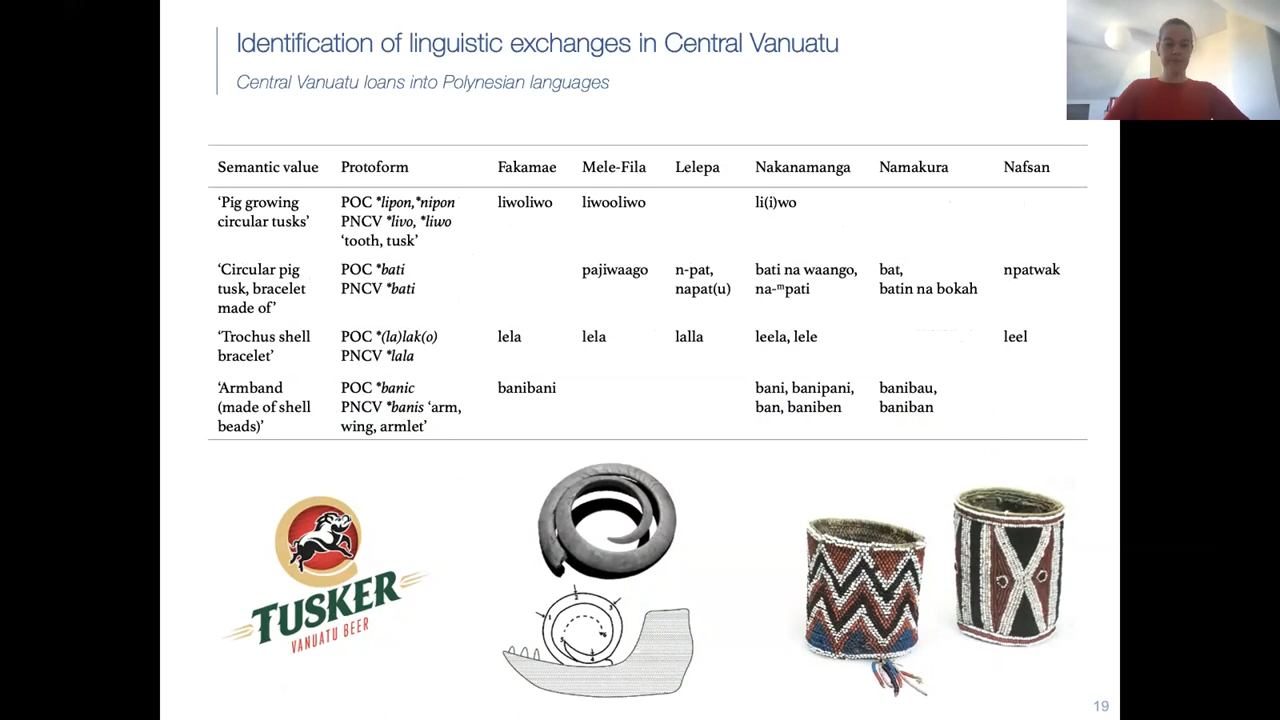 Identification of linguistic exchanges in Central Vanuatu
Central Vanuatu loans into Polynesian languages
Semantic value Protoform Fakamae Mele-Fila Lelepa Nakanamanga Namakura Nafsan
‘Pig growing POC *lipon,*nipon liwoliwo liwooliwo li(i)wo
circular tusks’ PNCV *livo, *liwo
‘tooth, tusk’
‘Circular pig POC *bati pajiwaago n-pat, bati na waango, bat, npatwak
tusk, bracelet PNCV *bati napat(u) na-ᵐpati batin na bokah
made of’
‘Trochus shell POC *(la)lak(o) lela lela lalla leela, lele leel
bracelet’ PNCV *lala
‘Armband POC *banic banibani bani, banipani, banibau,
(made of shell PNCV *banis ‘arm, ban, baniben baniban
beads)’ wing, armlet’
TUSKER
VANUATU BEER
19